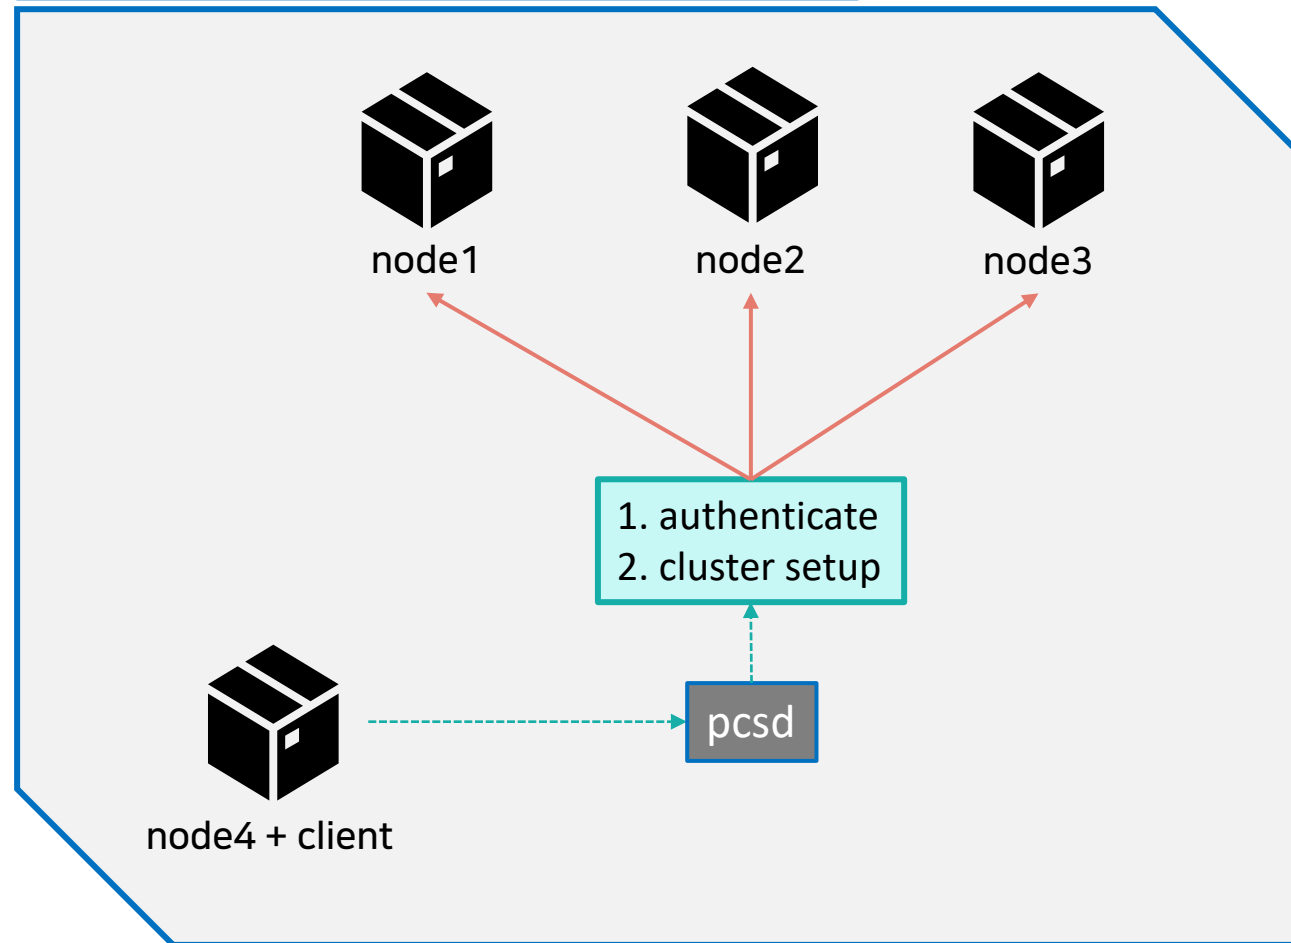 node1
node2
node3
1. authenticate
2. cluster setup
pcsd
node4 + client